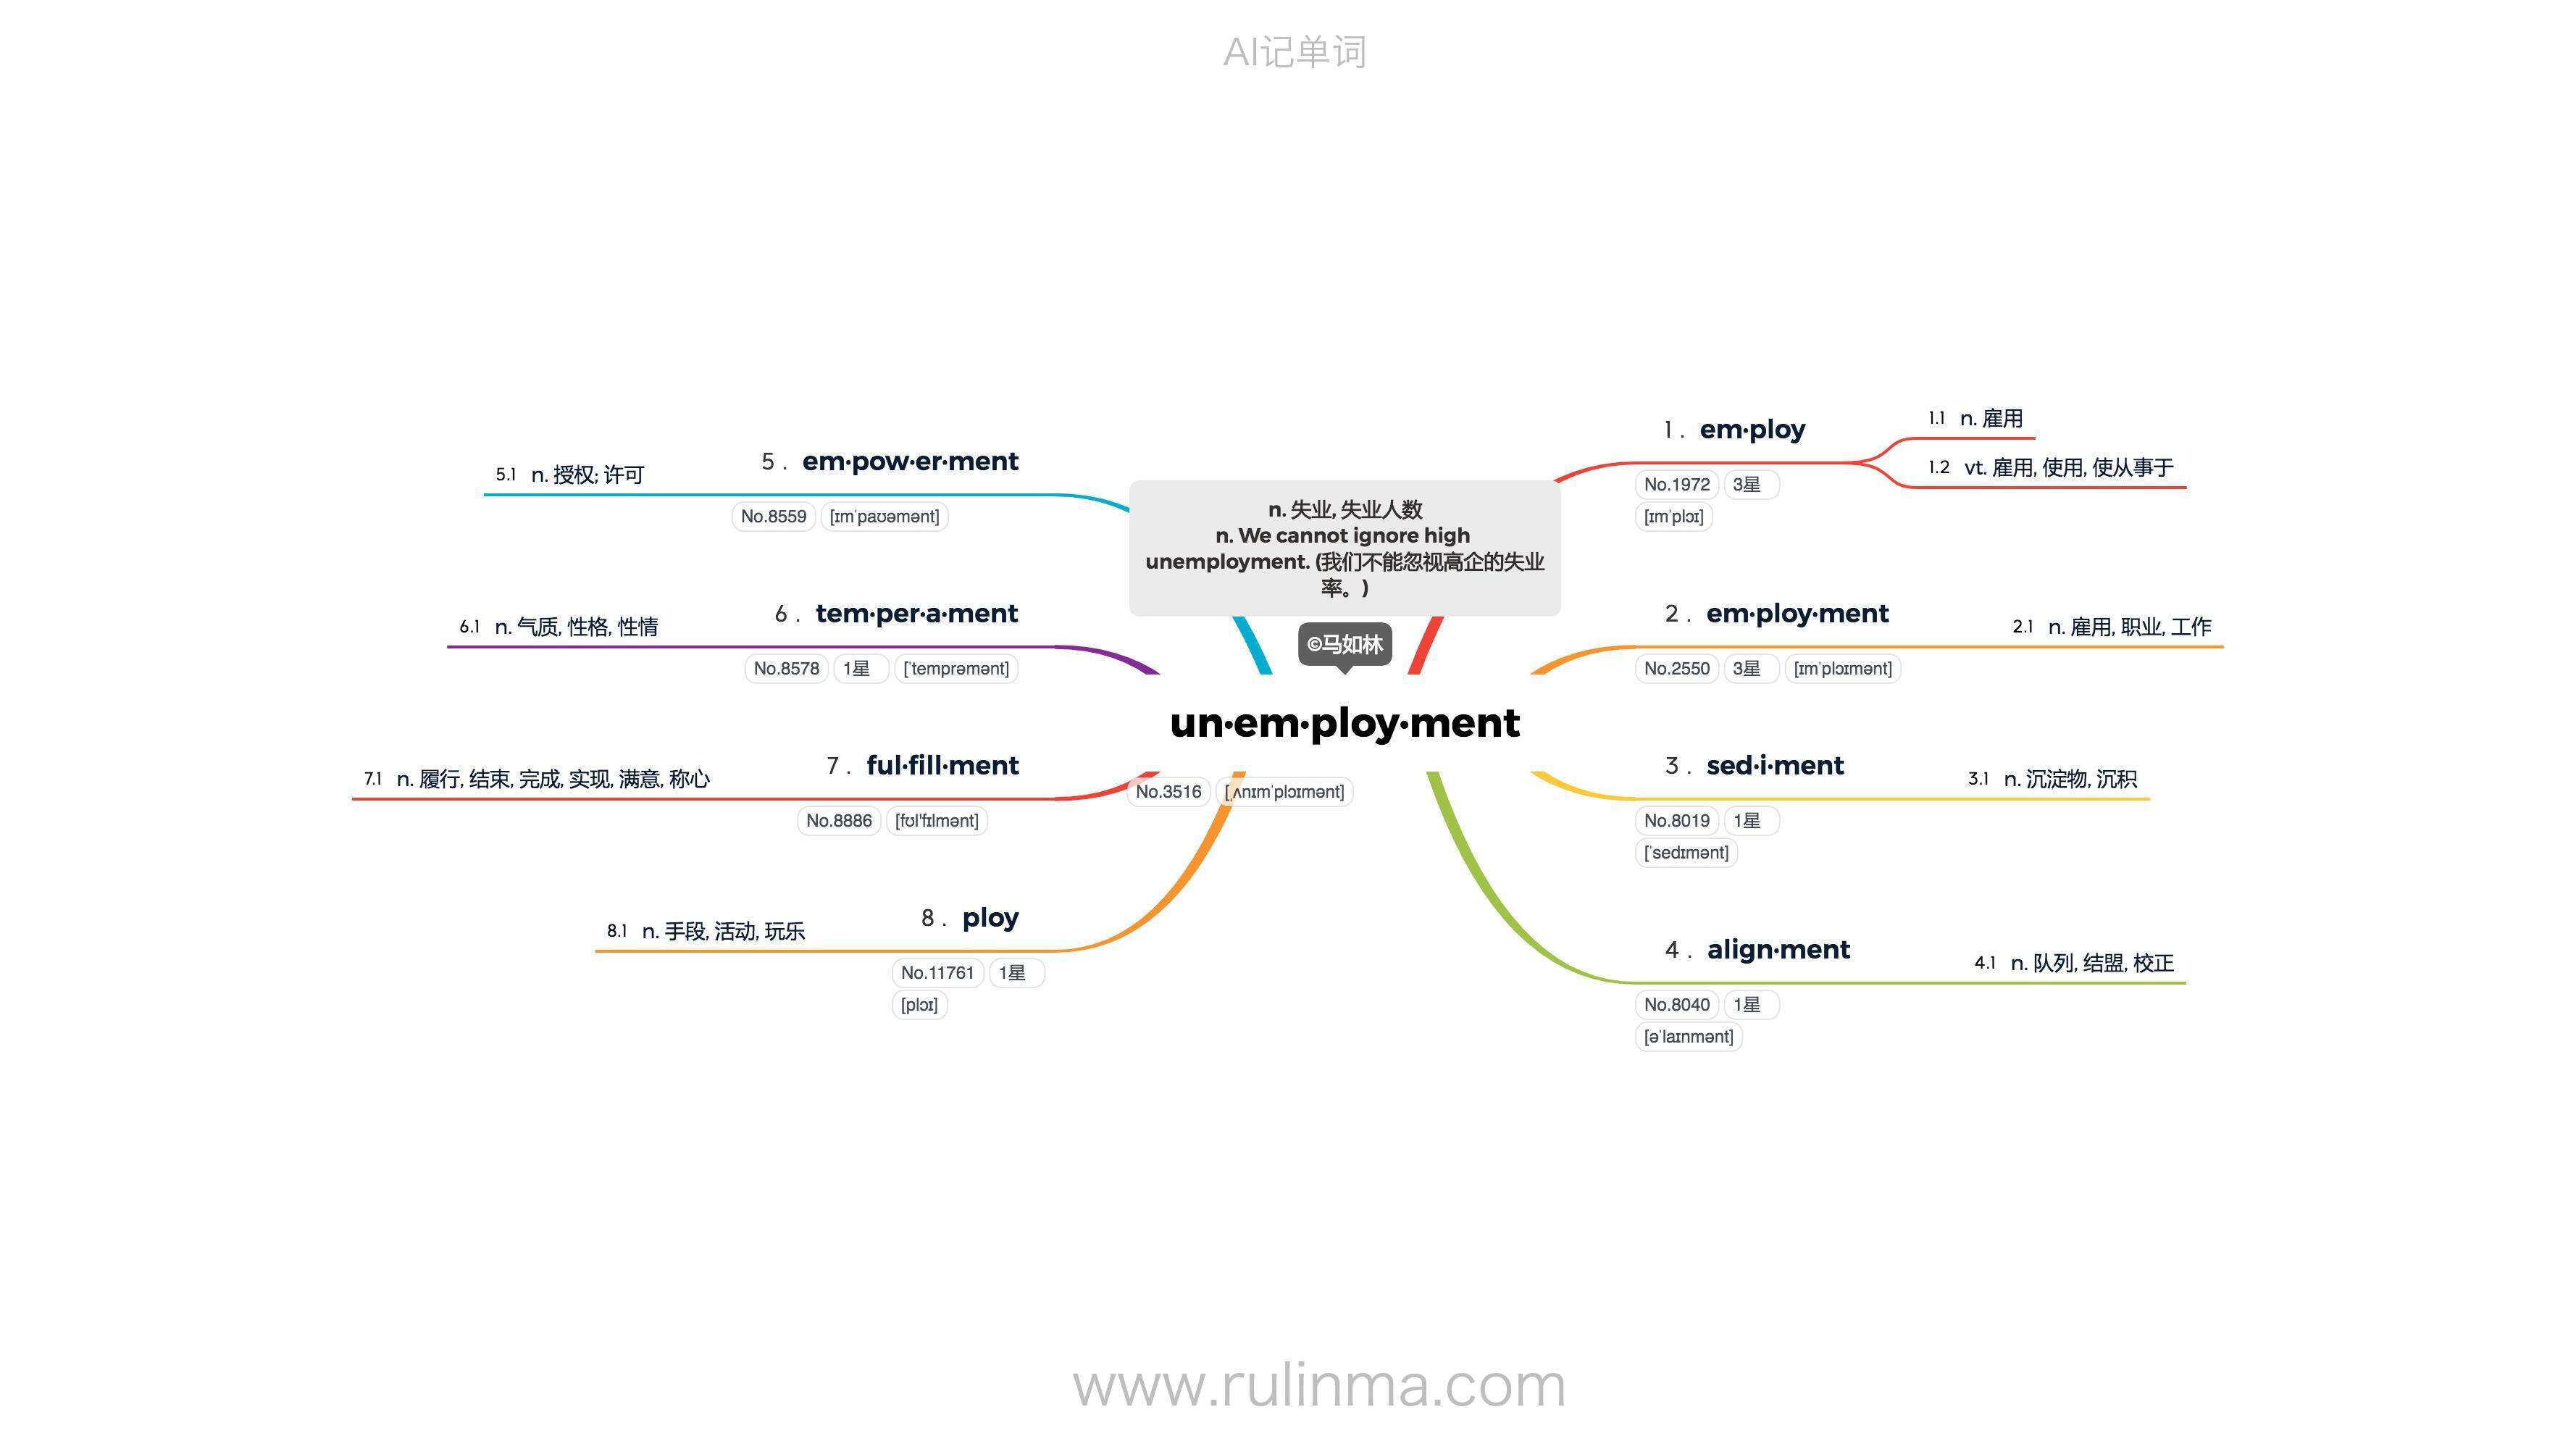 AI记单词
n. 失业, 失业人数
n. We cannot ignore high
unemployment. (我们不能忽视高企的失业
率。)
©马如林
un·em·ploy·ment
No.3516 [ˌʌnɪmˈplɔɪmənt]
1 . em·ploy
No.1972 3星
[ɪmˈplɔɪ]
1.1 n. 雇用
1.2 vt. 雇用, 使用, 使从事于
2 . em·ploy·ment
No.2550 3星 [ɪmˈplɔɪmənt]
2.1 n. 雇用, 职业, 工作
3 . sed·i·ment
No.8019 1星
[ˈsedɪmənt]
3.1 n. 沉淀物, 沉积
4 . align·ment
No.8040 1星
[əˈlaɪnmənt]
4.1 n. 队列, 结盟, 校正
5 . em·pow·er·ment
No.8559 [ɪmˈpaʊəmənt]
5.1 n. 授权; 许可
6 . tem·per·a·ment
No.8578 1星 [ˈtemprəmənt]
6.1 n. 气质, 性格, 性情
7 . ful·fill·ment
No.8886 [fʊlˈfɪlmənt]
7.1 n. 履行, 结束, 完成, 实现, 满意, 称心
8 . ploy
No.11761 1星
[plɔɪ]
8.1 n. 手段, 活动, 玩乐
www.rulinma.com